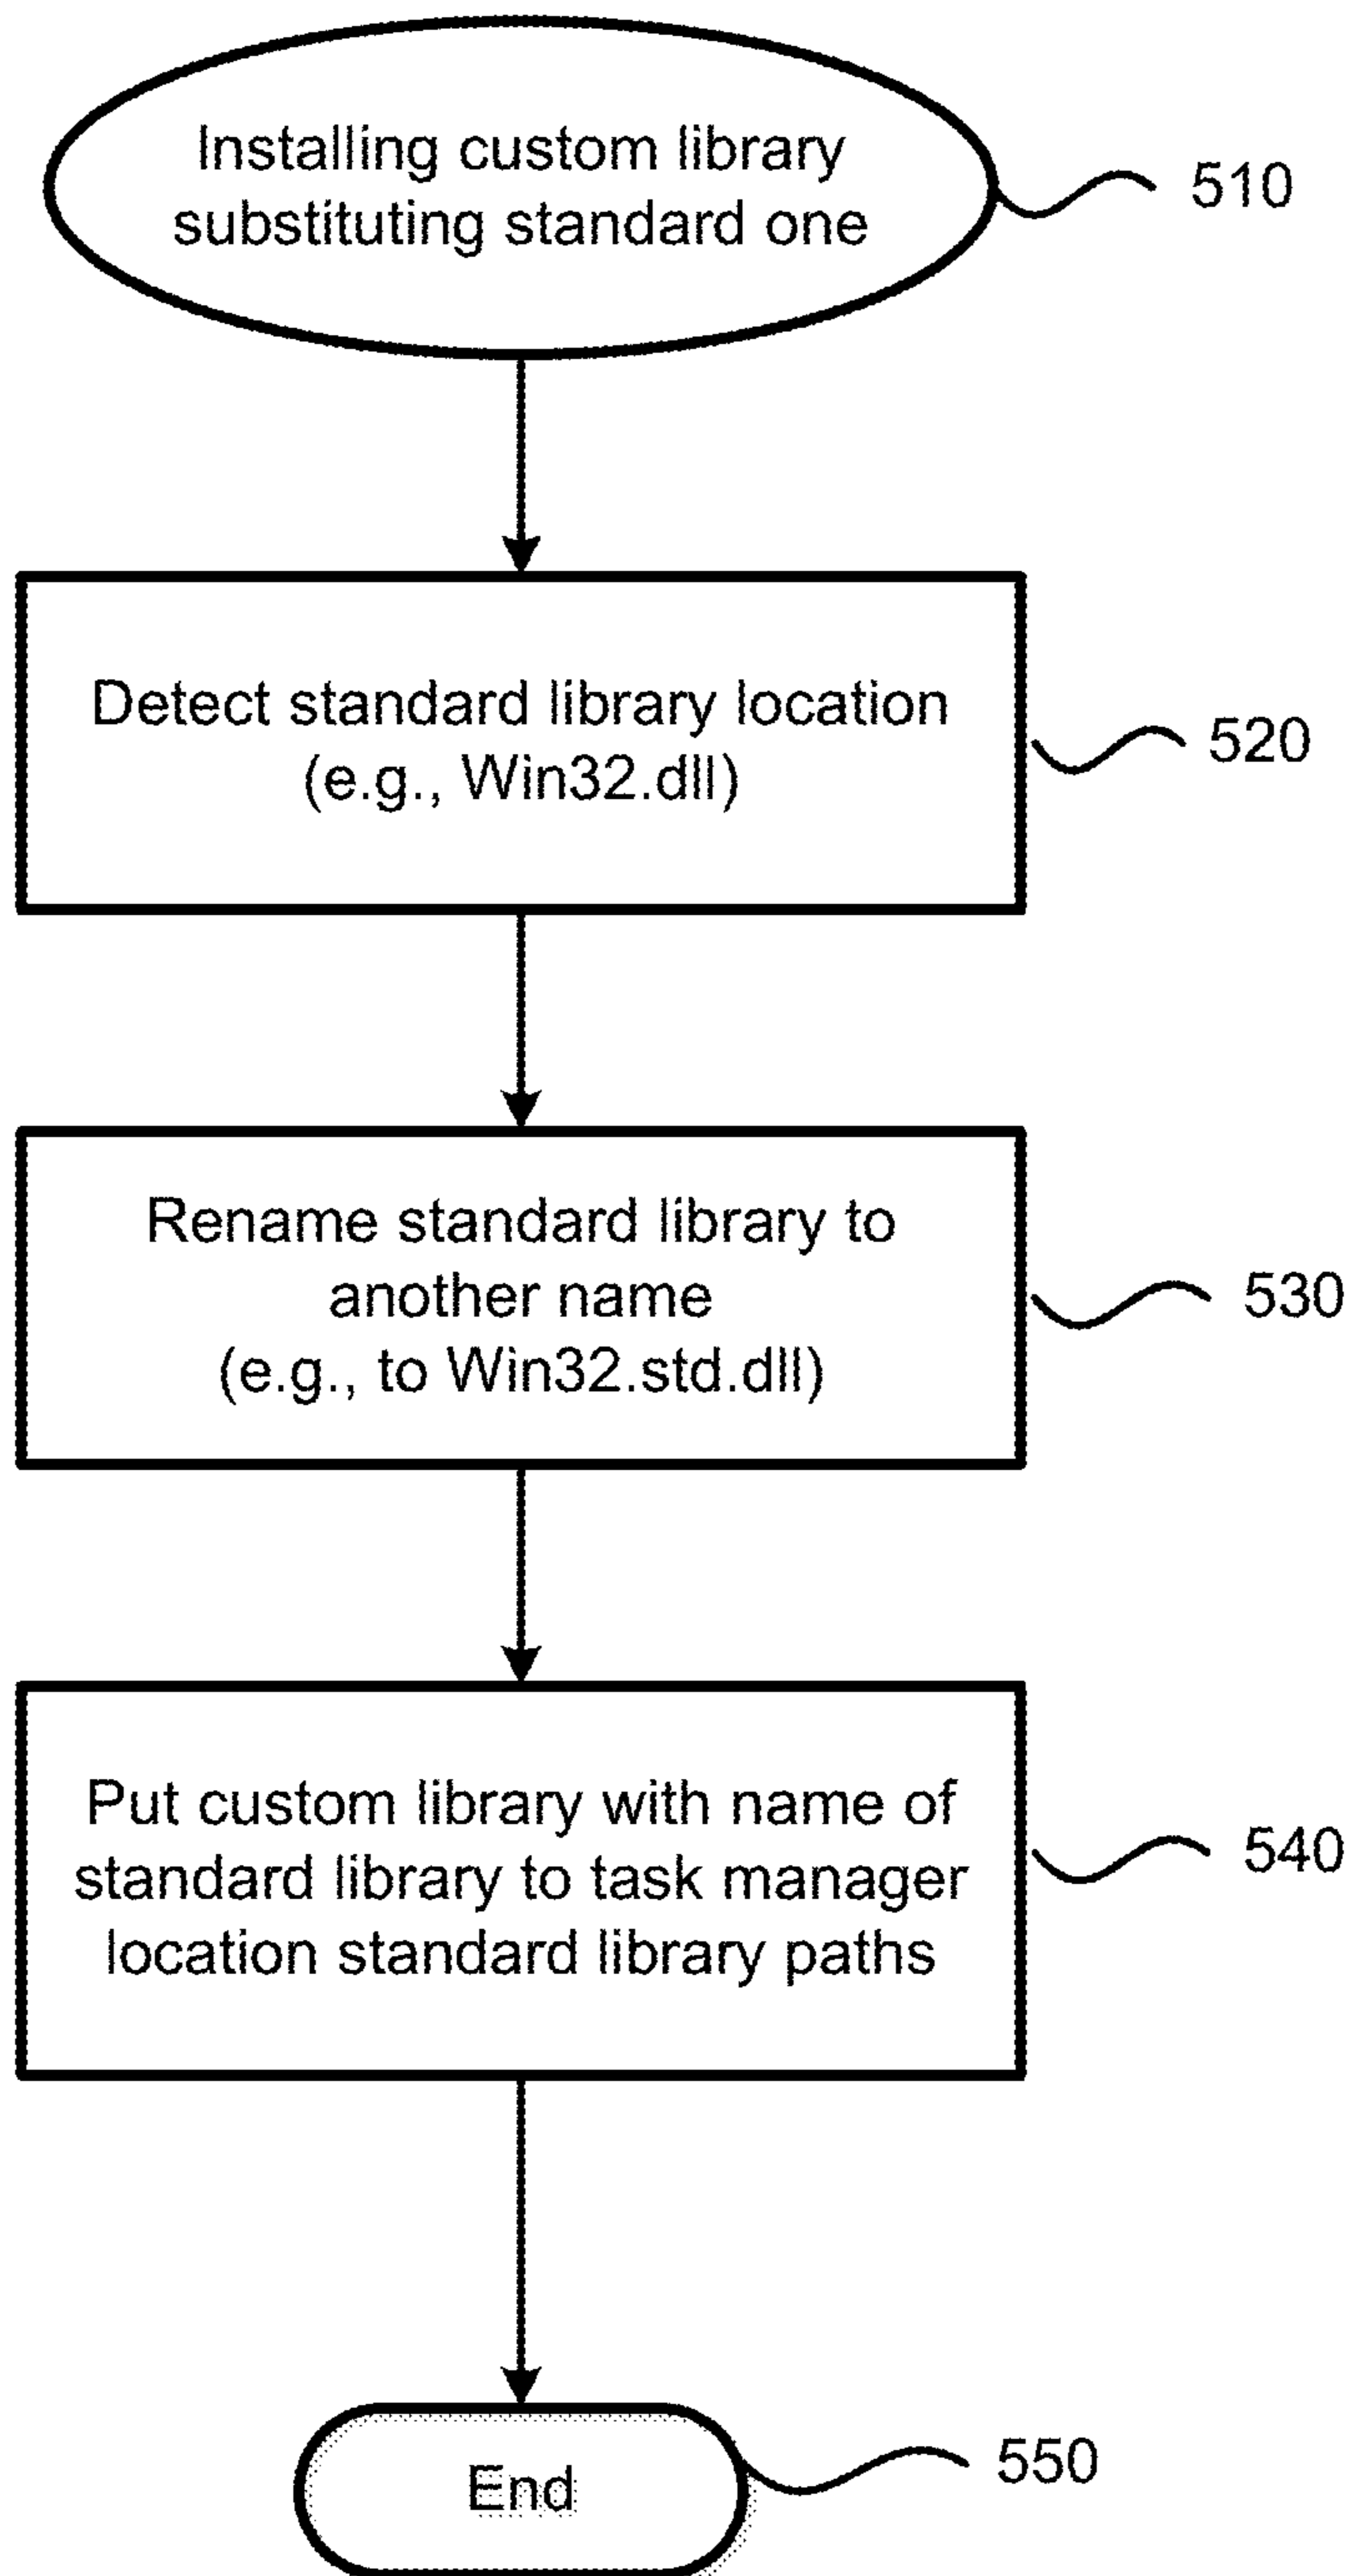 Installing custom library
substituting standard one
510
Detect standard library location
(e.g., Win32.dll)
520
Rename standard library to
another name
(e.g., to Win32.std.dll)
530
Put custom library with name of
standard library to task manager
location standard library paths
540
End
550